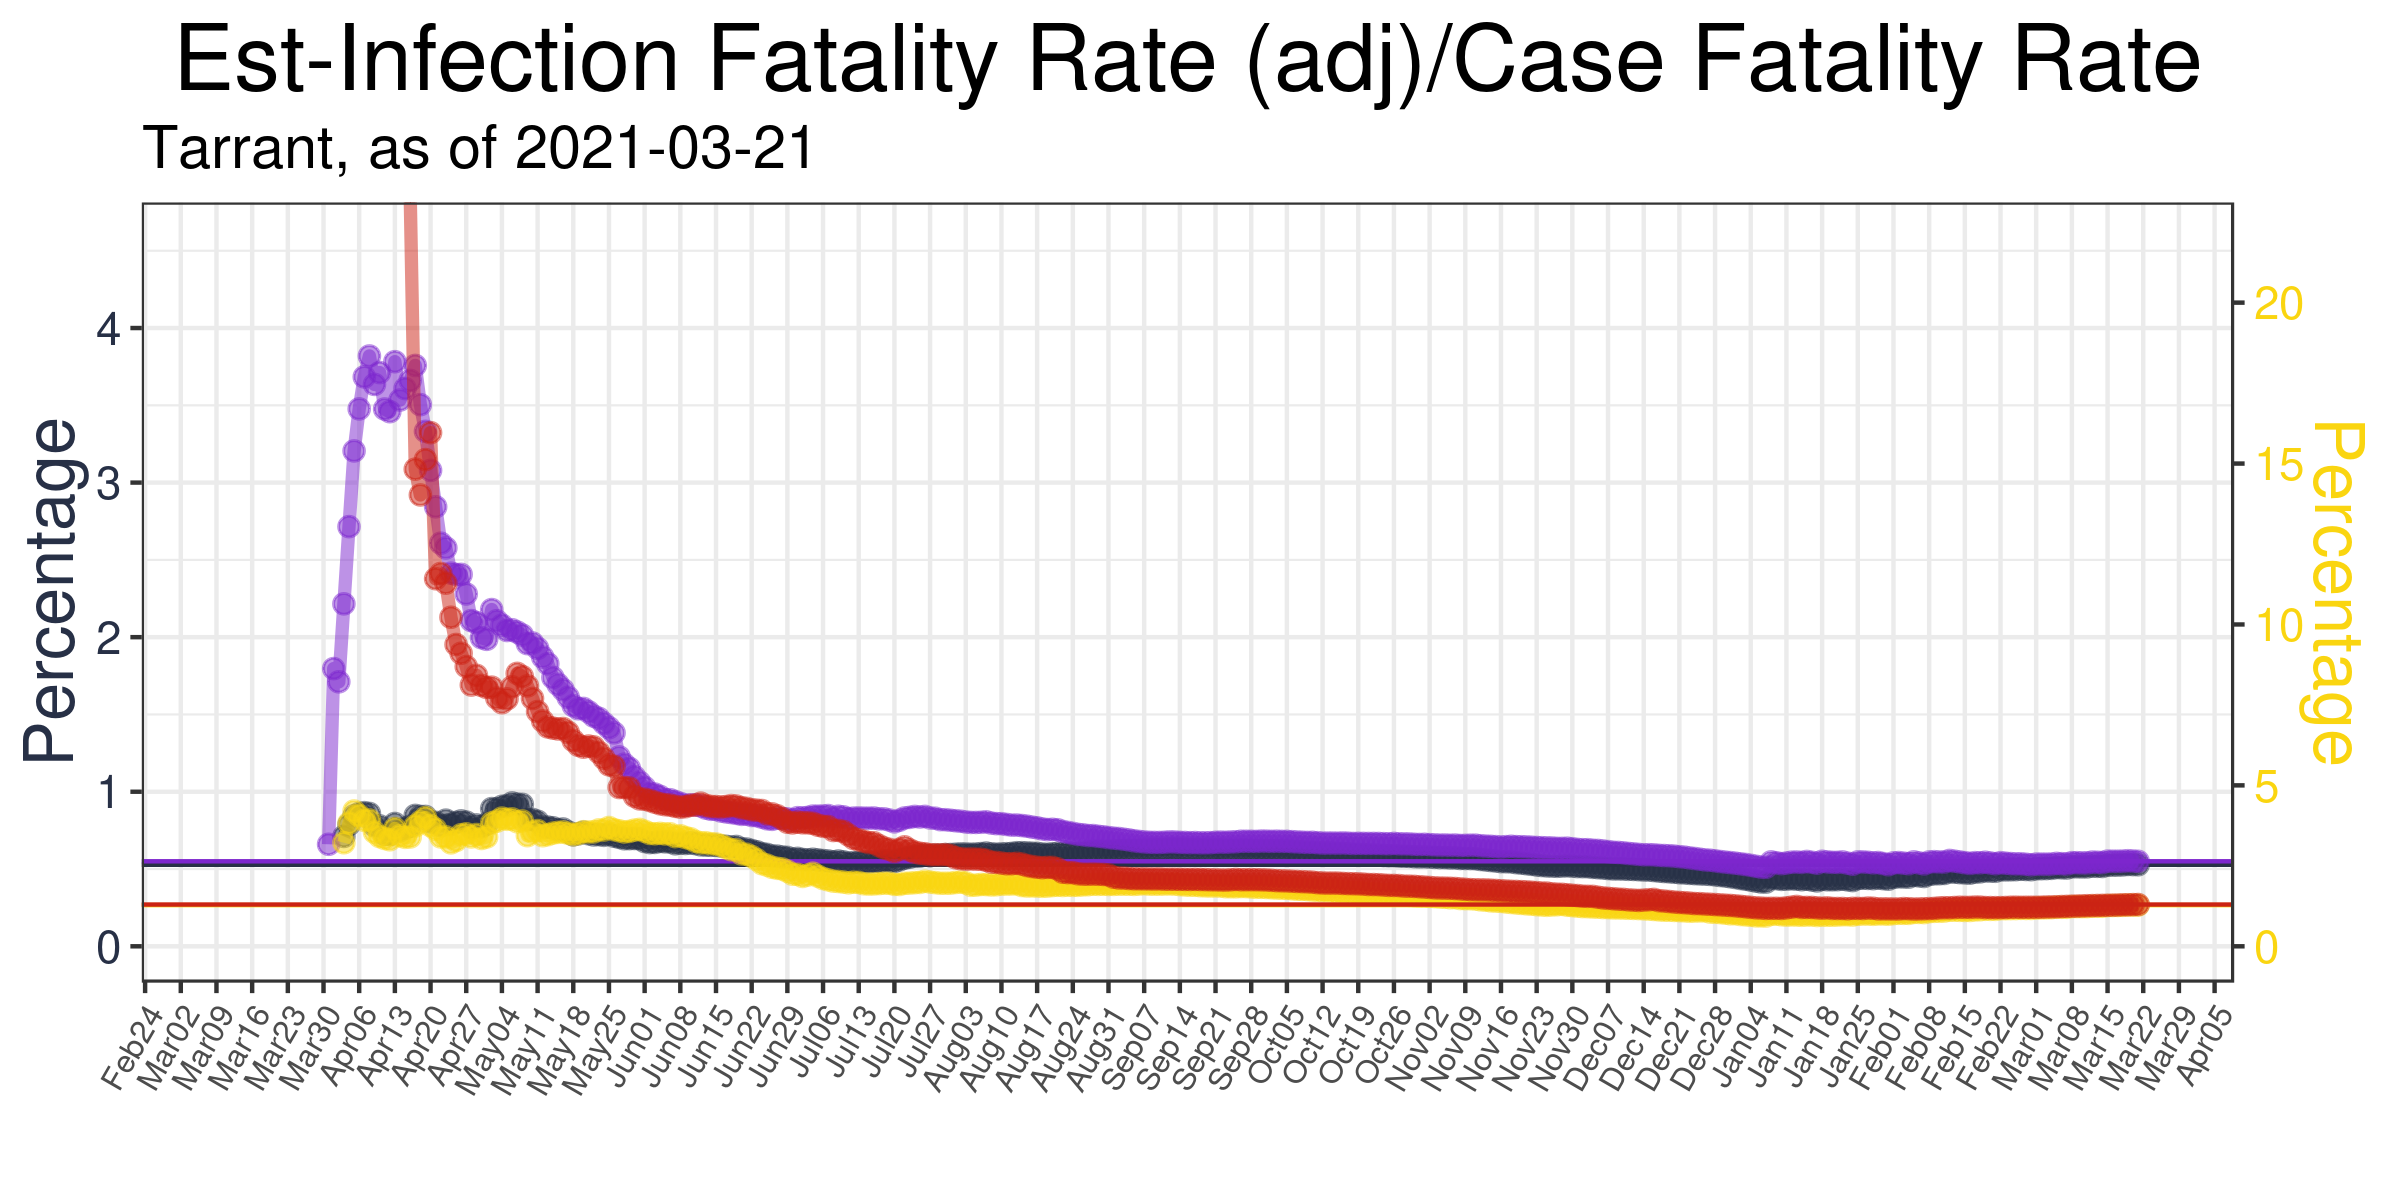 Est-Infection Fatality Rate (adj)/Case Fatality Rate
Tarrant, as of 2021-03-21
Percentage
4
3
2
1
0
20
15
10
5
0
Percentage
Feb24
Mar02
Mar09
Mar16
Mar23
Mar30
Apr06
Apr13
Apr20
Apr27
May04
May11
May18
May25
Jun01
Jun08
Jun15
Jun22
Jun29
Jul06
Jul13
Jul20
Jul27
Aug03
Aug10
Aug17
Aug24
Aug31
Sep07
Sep14
Sep21
Sep28
Oct05
Oct12
Oct19
Oct26
Nov02
Nov09
Nov16
Nov23
Nov30
Dec07
Dec14
Dec21
Dec28
Jan04
Jan11
Jan18
Jan25
Feb01
Feb08
Feb15
Feb22
Mar01
Mar08
Mar15
Mar22
Mar29
Apr05